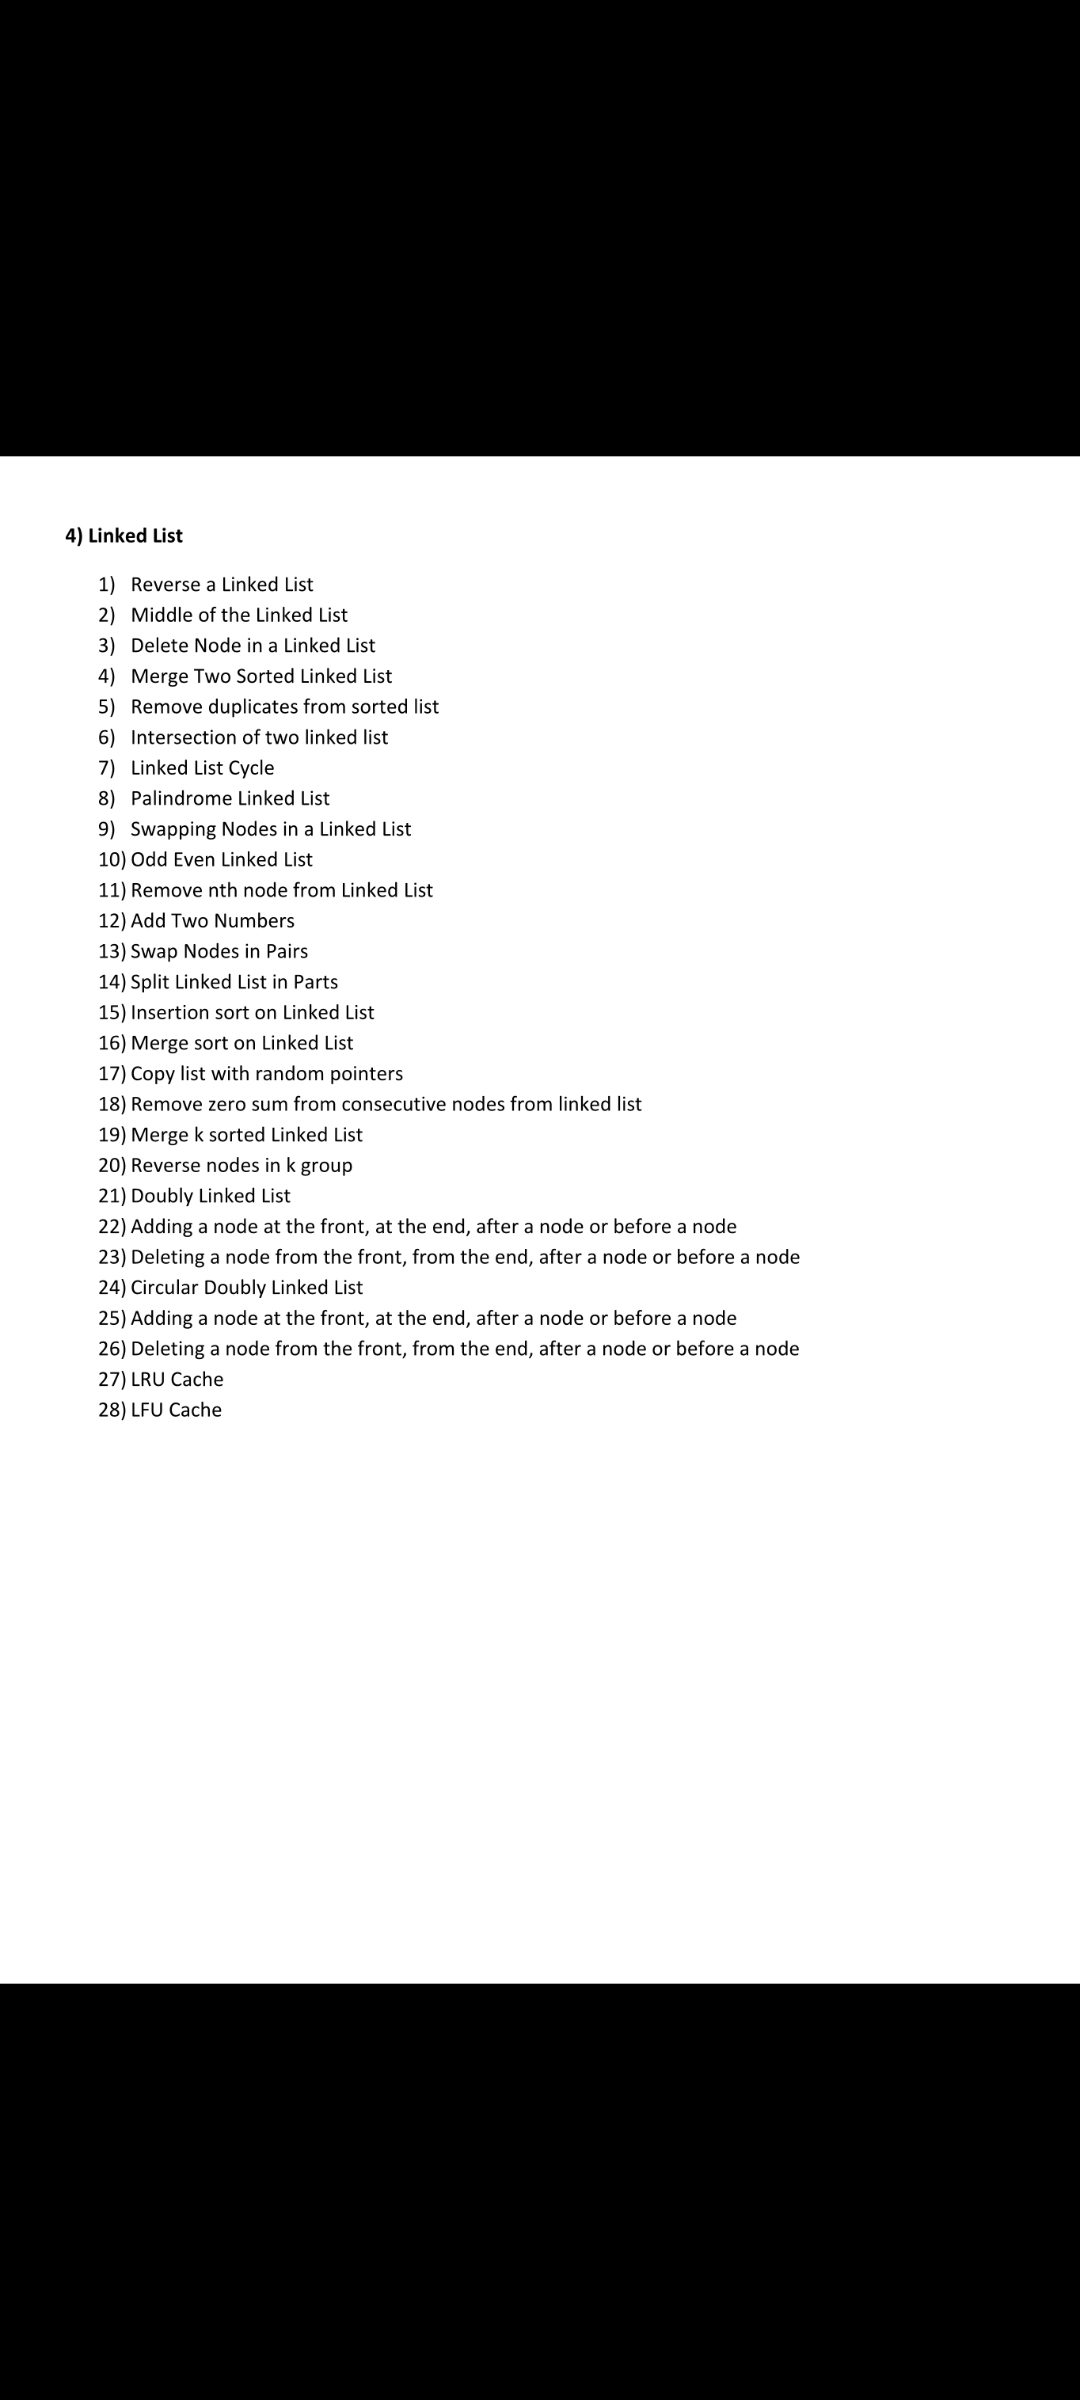 4) Linked List
1) Reverse a Linked List
2) Middle of the Linked List
3) Delete Node in a Linked List
4) Merge Two Sorted Linked List
5) Remove duplicates from sorted list
6) Intersection of two linked list
7) Linked List Cycle
8) Palindrome Linked List
9) Swapping Nodes in a Linked List
10) Odd Even Linked List
11) Remove nth node from Linked List
12) Add Two Numbers
13) Swap Nodes in Pairs
14) Split Linked List in Parts
15) Insertion sort on Linked List
16) Merge sort on Linked List
17) Copy list with random pointers
18) Remove zero sum from consecutive nodes from linked list
19) Merge k sorted Linked List
20) Reverse nodes in k group
21) Doubly Linked List
22) Adding a node at the front, at the end, after a node or before a node
23) Deleting a node from the front, from the end, after a node or before a node
24) Circular Doubly Linked List
25) Adding a node at the front, at the end, after a node or before a node
26) Deleting a node from the front, from the end, after a node or before a node
27) LRU Cache
28) LFU Cache